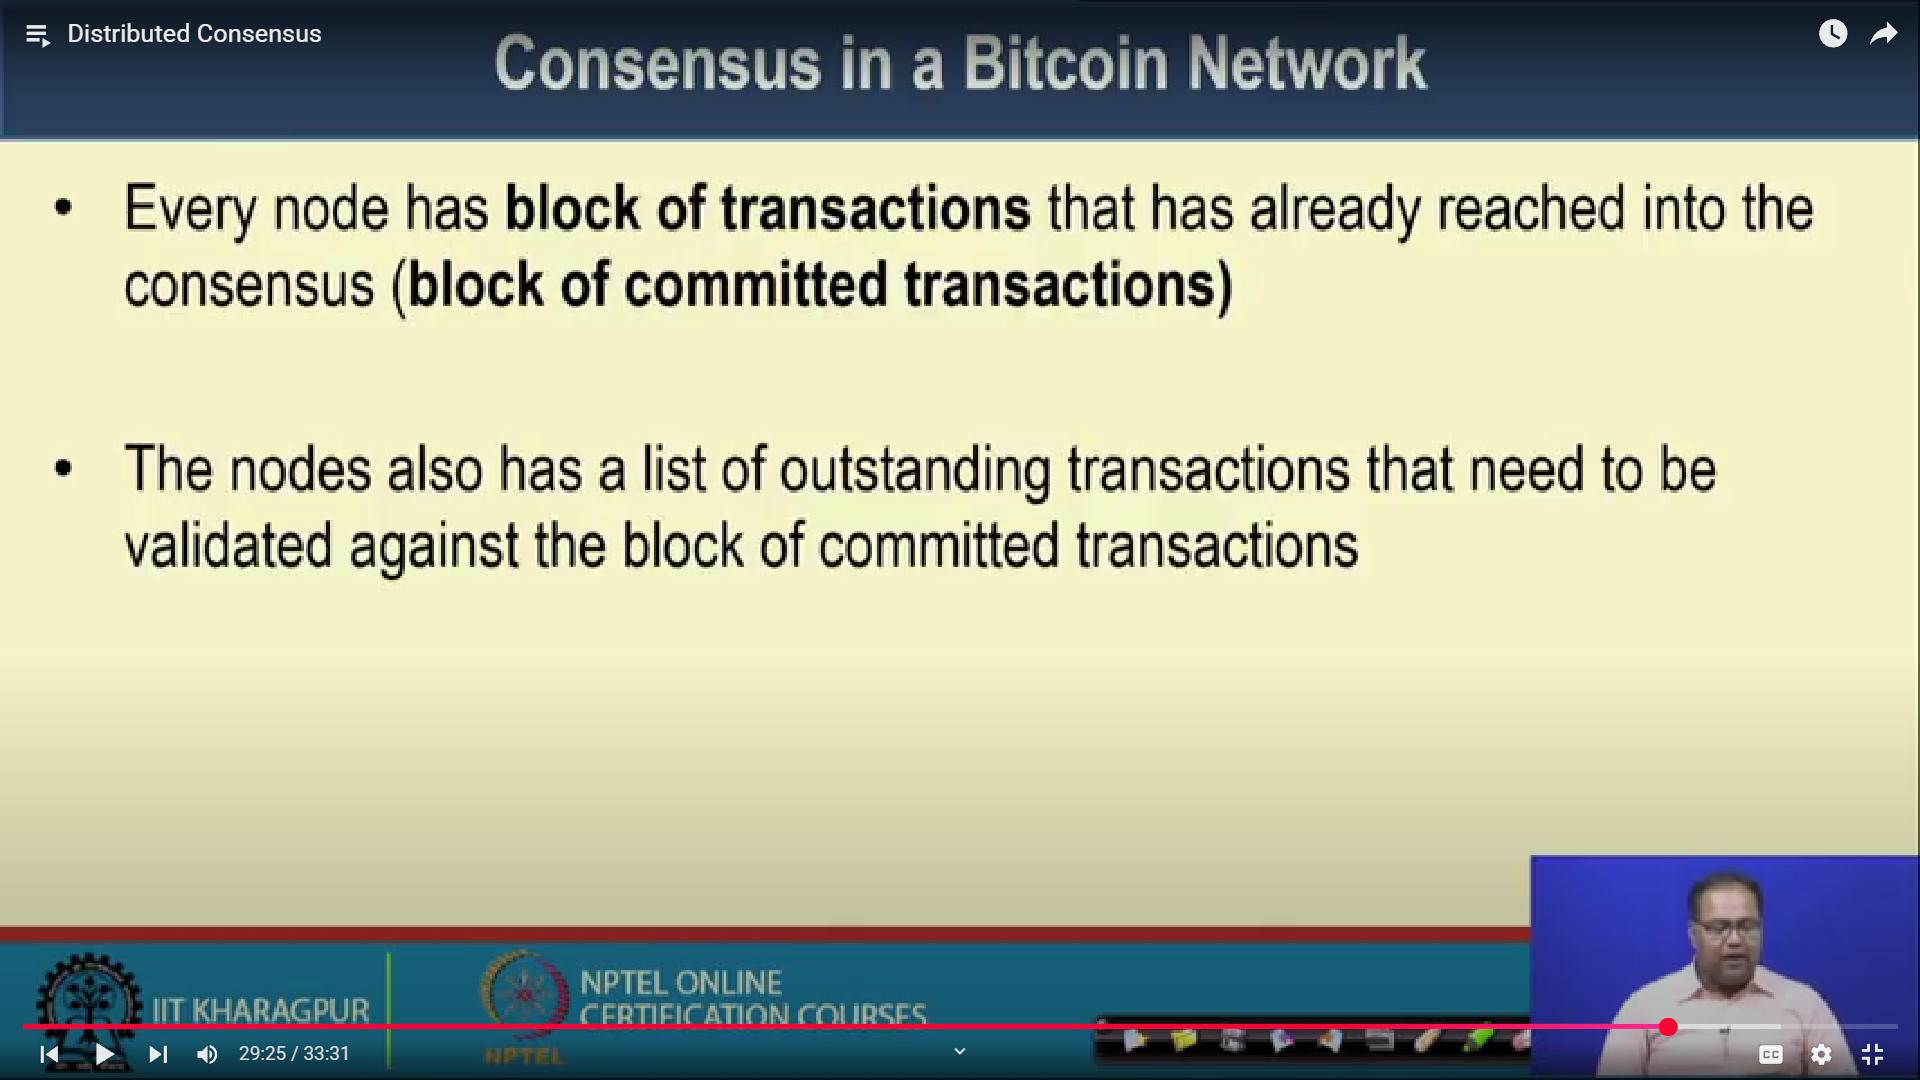 Distributed Consensus
Consensus in a Bitcoin Network
• Every node has block of transactions that has already reached into the
consensus (block of committed transactions)
• The nodes also has a list of outstanding transactions that need to be
validated against the block of committed transactions
IIT KHARAGPUR
NPTEL ONLINE
CERTIFICATION COURSES
NPTEL
29:25 / 33:31
CC